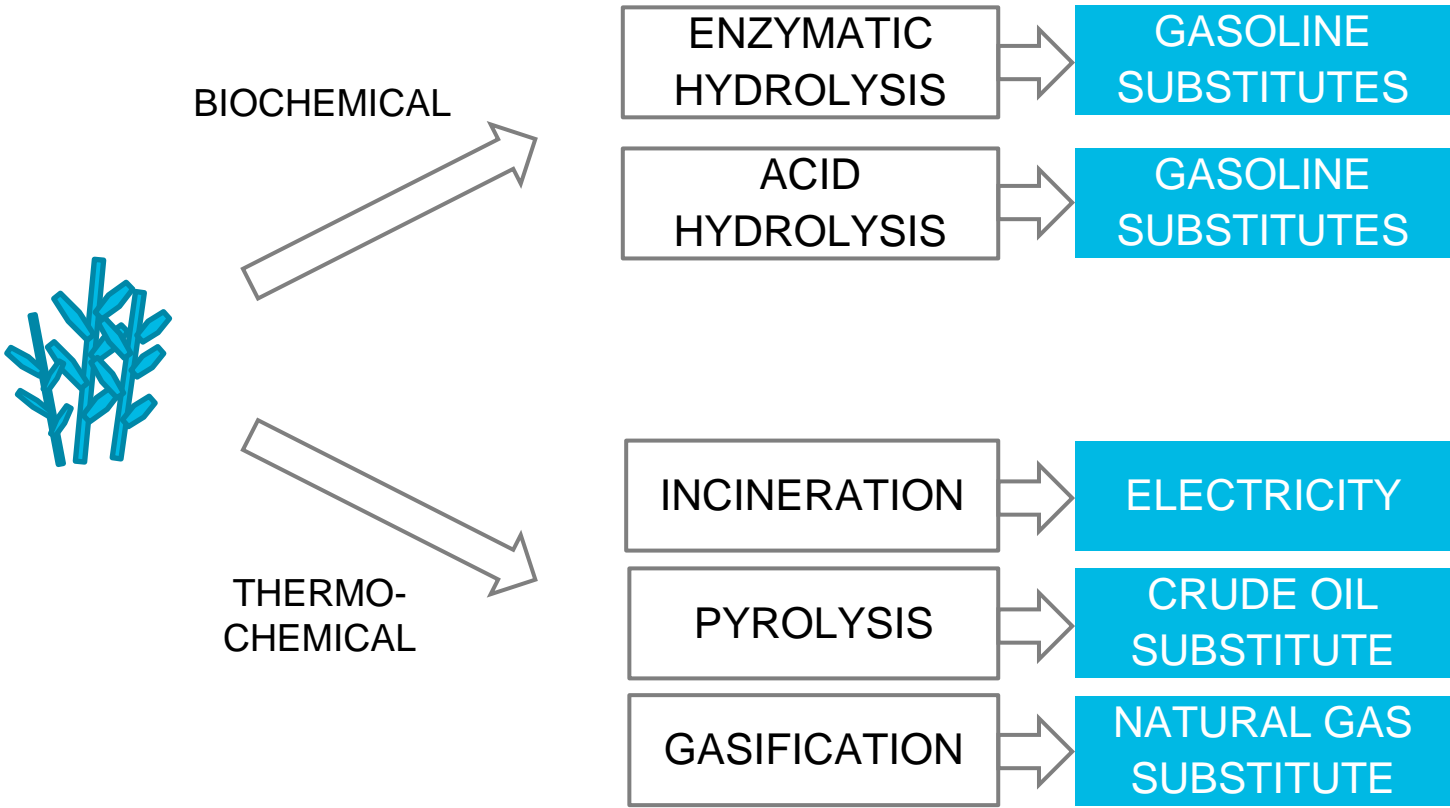 BIOCHEMICAL
ENZYMATIC
HYDROLYSIS
GASOLINE
SUBSTITUTES
ACID
HYDROLYSIS
GASOLINE
SUBSTITUTES
THERMO-
CHEMICAL
INCINERATION
ELECTRICITY
PYROLYSIS
CRUDE OIL
SUBSTITUTE
GASIFICATION
NATURAL GAS
SUBSTITUTE